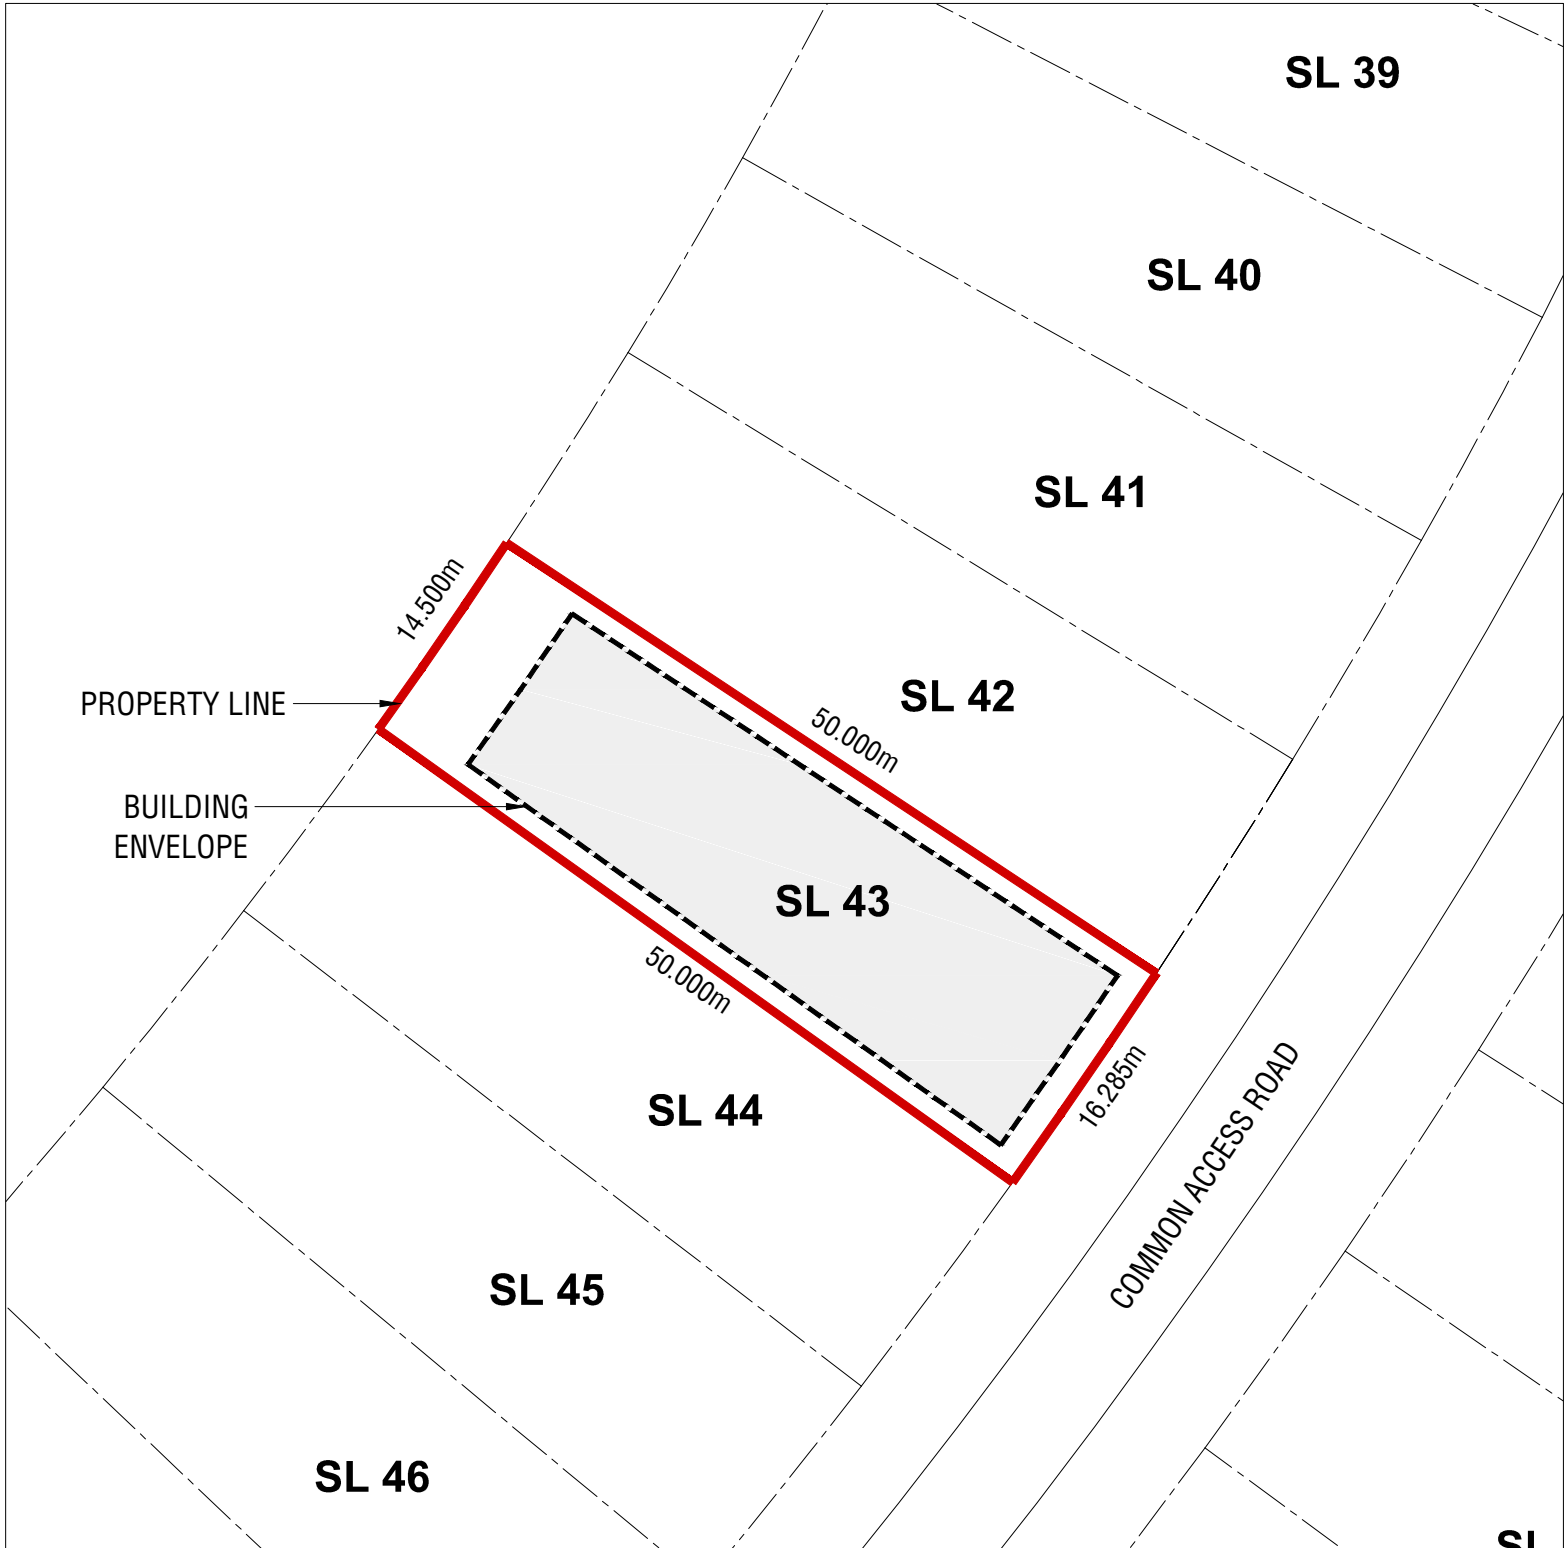 SL 39
SL 40
SL 41
14.500m
SL 42
PROPERTY LINE
50.000m
BUILDING
ENVELOPE
SL 43
50.000m
SL 44
16.285m
COMMON ACCESS ROAD
SL 45
SL 46
SL